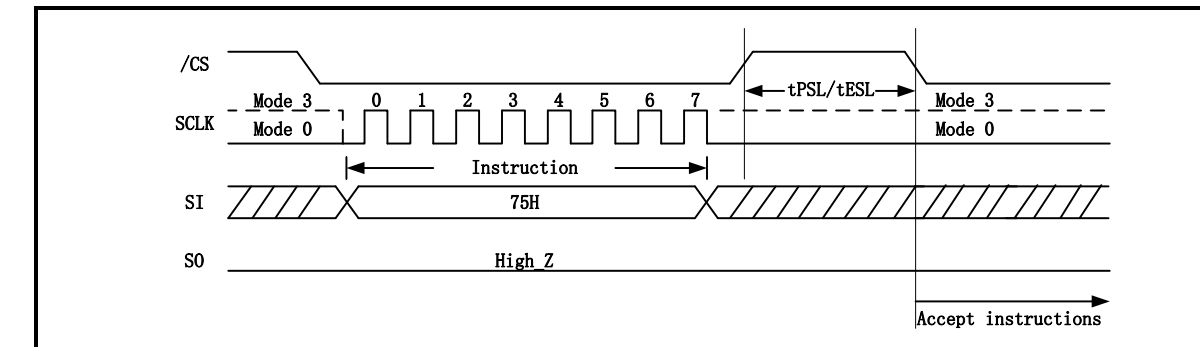 /CS
tPSL/tESL
Mode 3 0 1 2 3 4 5 6 7 Mode 3
SCLK
Mode 0 Mode 0
Instruction
SI 75H
SO High_Z
Accept instructions